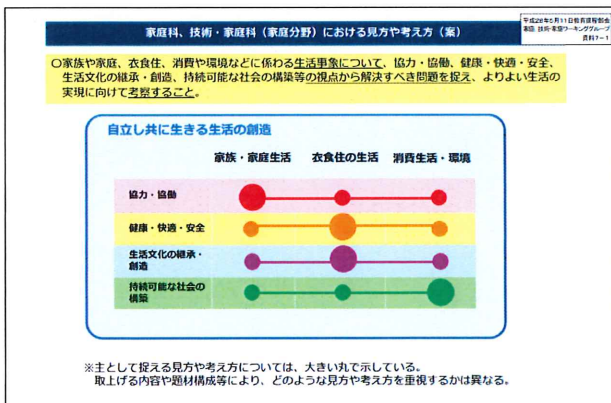 家庭科、技術・家庭科(家庭分野)における見方や考え方(案)
平成28年5月11日教育課程部会
家庭、技術・家庭ワーキンググループ
資料7-1
○家族や家庭、衣食住、消費や環境などに係わる生活事象について、協力・協働、健康・快適・安全、
生活文化の継承・創造、持続可能な社会の構築等の視点から解決すべき問題を捉え、よりよい生活の
実現に向けて考察すること。
自立し共に生きる生活の創造
家族・家庭生活 衣食住の生活 消費生活・環境
協力・協働
健康・快適・安全
生活文化の継承・
創造
持続可能な社会の
構築
※主として捉える見方や考え方については、大きい丸で示している。
取上げる内容や題材構成等により、どのような見方や考え方を重視するかは異なる。